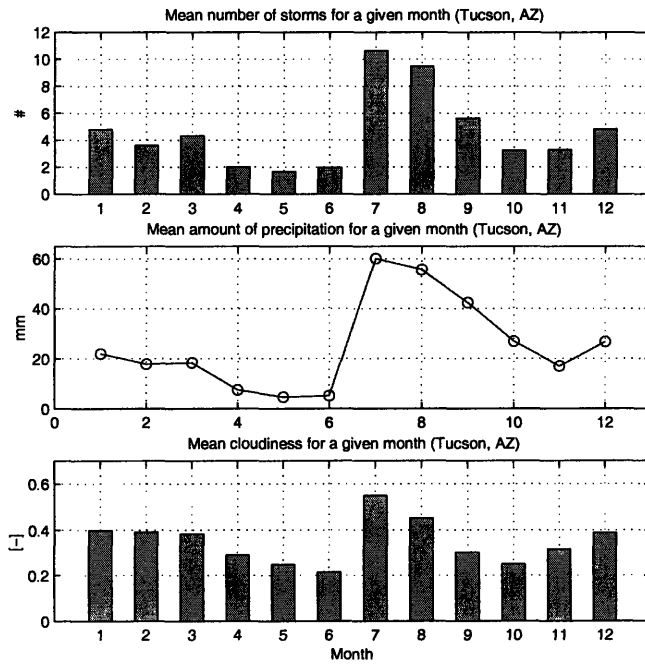 Mean number of storms for a given month (Tucson, AZ)
12
10
8
6
4
2
0
#
1 2 3 4 5 6 7 8 9 10 11 12
Mean amount of precipitation for a given month (Tucson, AZ)
60
40
20
0
mm
0 2 4 6 8 10 12
Mean cloudiness for a given month (Tucson, AZ)
0.6
0.4
0.2
0
[-]
1 2 3 4 5 6 7 8 9 10 11 12
Month